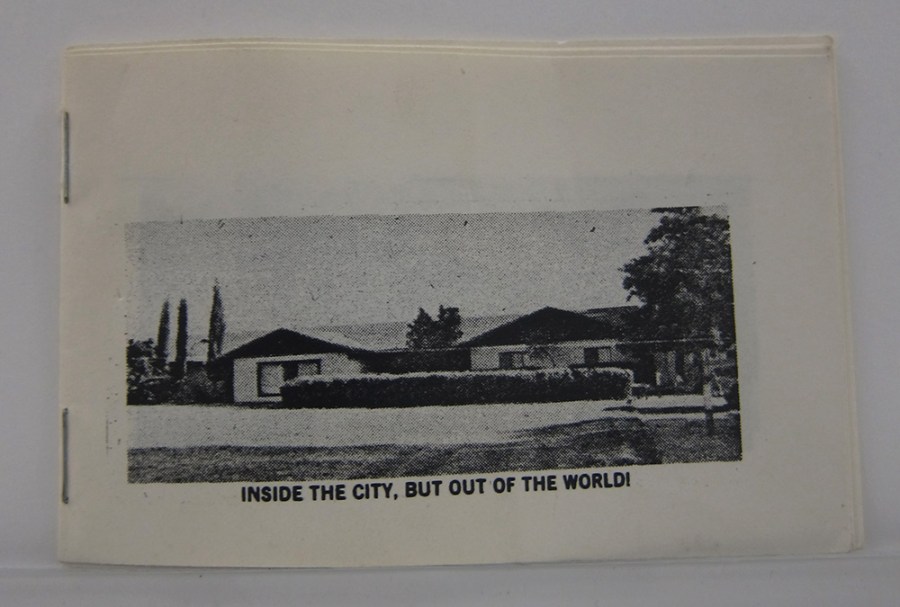 INSIDE THE CITY, BUT OUT OF THE WORLD!